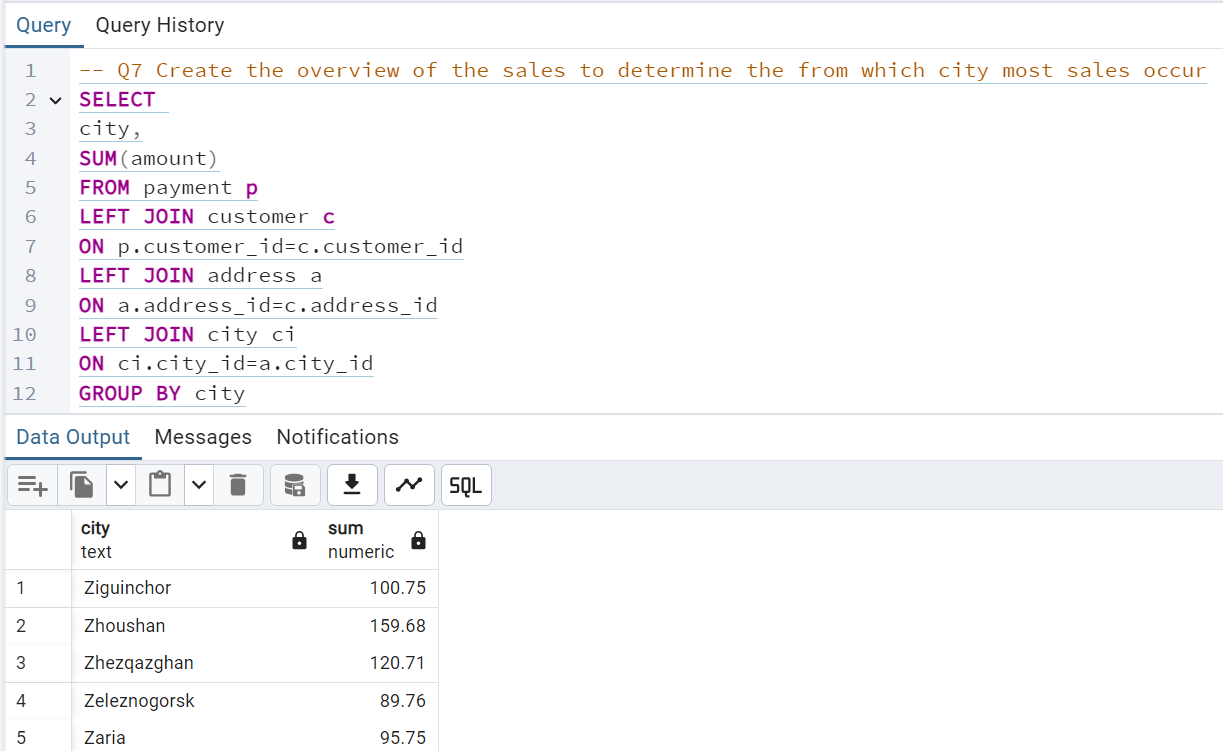 Query Query History
1 -- Q7 Create the overview of the sales to determine the from which city most sales occur
2 SELECT
3 city,
4 SUM(amount)
5 FROM payment p
6 LEFT JOIN customer c
7 ON p.customer_id=c.customer_id
8 LEFT JOIN address a
9 ON a.address_id=c.address_id
10 LEFT JOIN city ci
11 ON ci.city_id=a.city_id
12 GROUP BY city
Data Output Messages Notifications
SQL
city sum
text numeric
1 Ziguinchor 100.75
2 Zhoushan 159.68
3 Zhezqazghan 120.71
4 Zeleznogorsk 89.76
5 Zaria 95.75